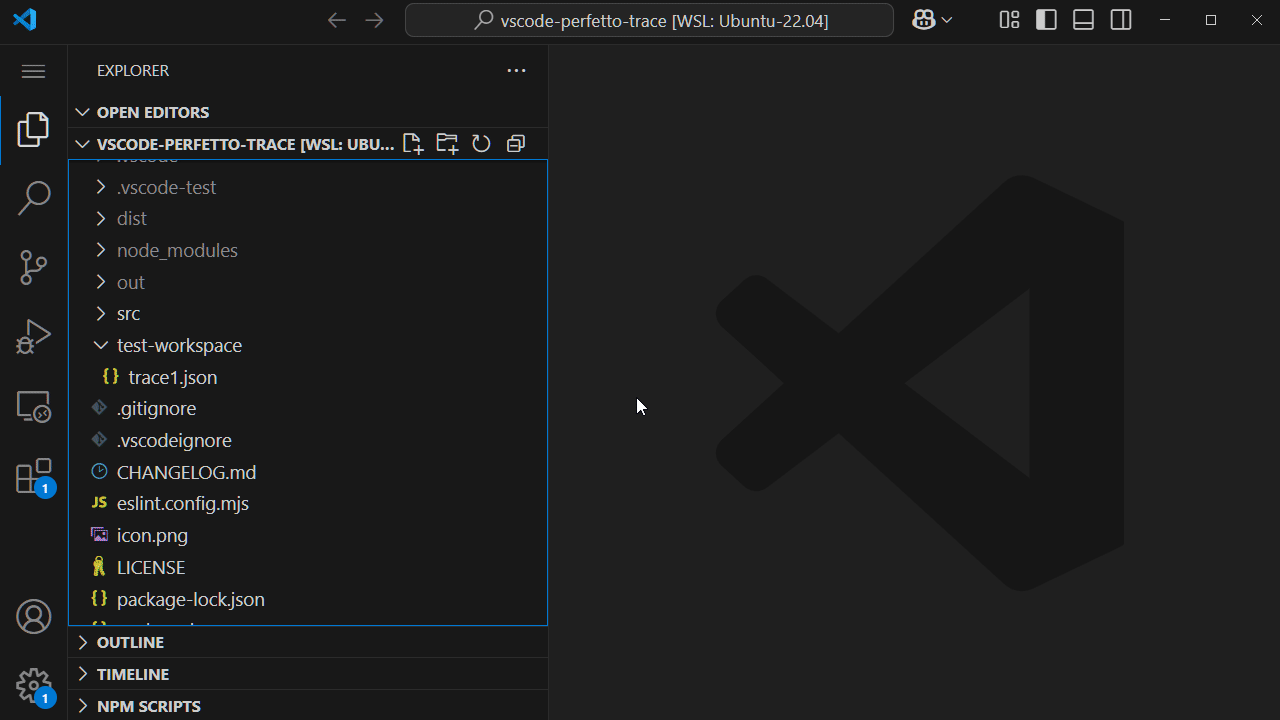 vscode-perfetto-trace [WSL: Ubuntu-22.04]
EXPLORER
OPEN EDITORS
VSCODE-PERFETTO-TRACE [WSL: UBU...
.vscode-test
dist
node_modules
out
src
test-workspace
{} trace1.json
.gitignore
.vscodeignore
CHANGELOG.md
JS eslint.config.mjs
icon.png
LICENSE
{} package-lock.json
OUTLINE
TIMELINE
NPM SCRIPTS
1
1